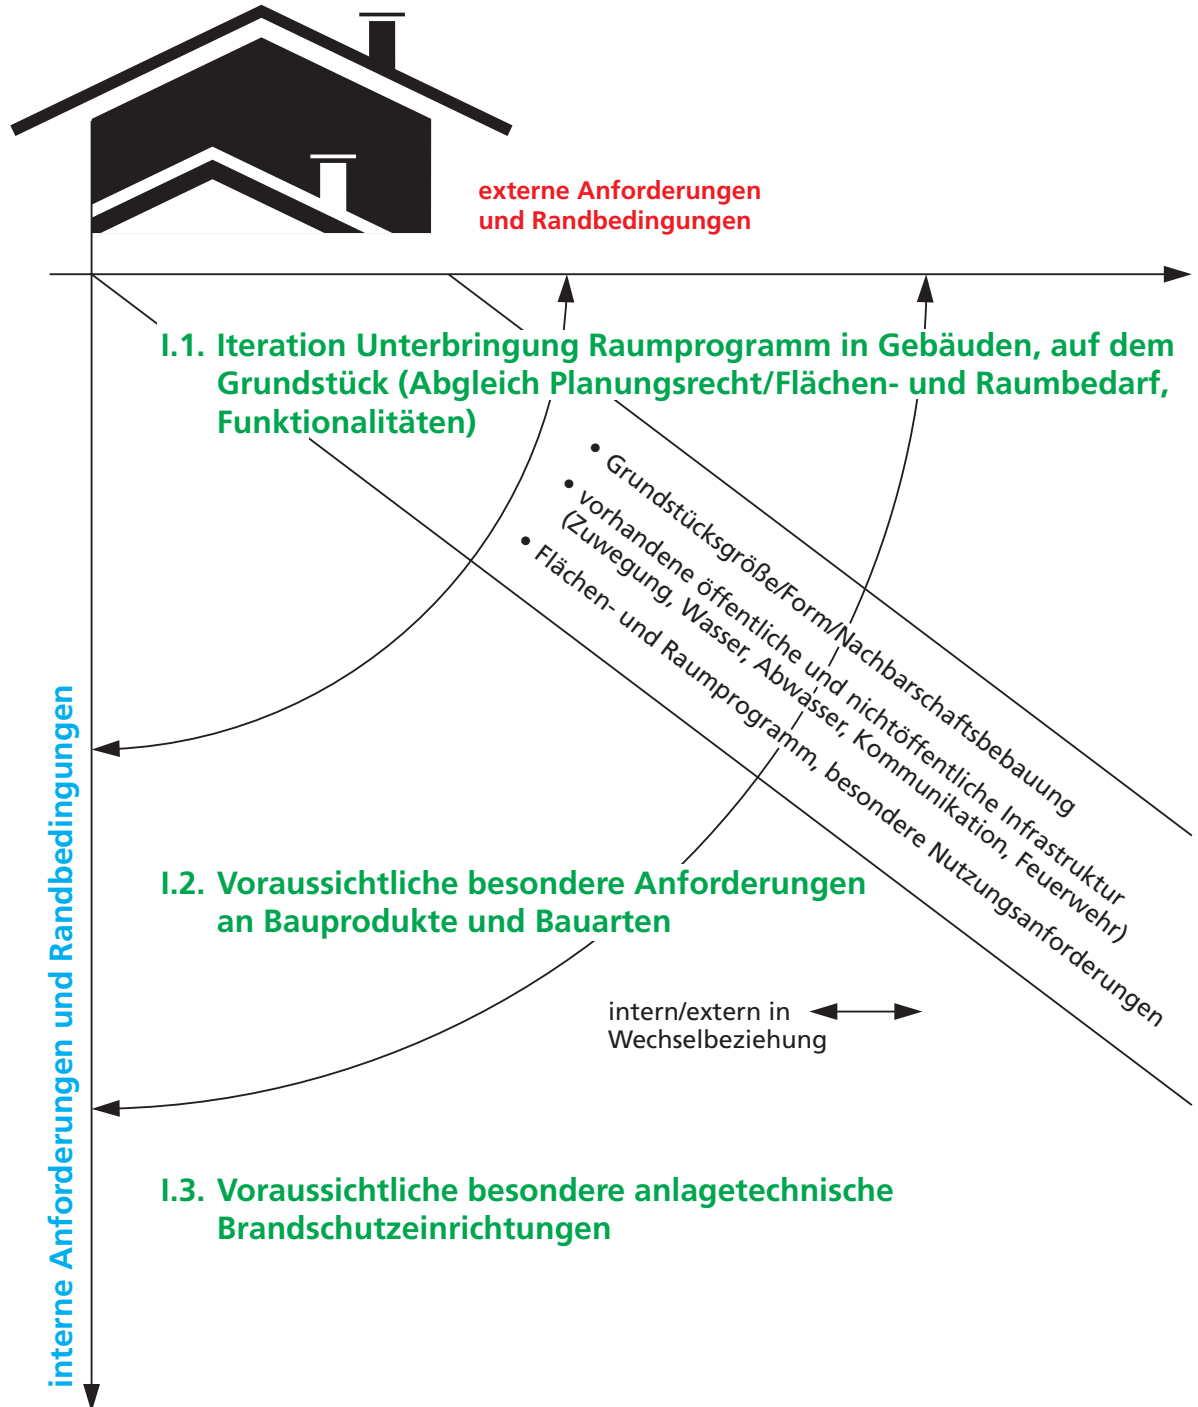 externe Anforderungen
und Randbedingungen
I.1. Iteration Unterbringung Raumprogramm in Gebäuden, auf dem
Grundstück (Abgleich Planungsrecht/Flächen- und Raumbedarf,
Funktionalitäten)
• Grundstücksgröße/Form/Nachbarschaftsbebauung
• vorhandene öffentliche und nichtöffentliche Infrastruktur
(Zuwegung, Wasser, Abwasser, Kommunikation, Feuerwehr)
• Flächen- und Raumprogramm, besondere Nutzungsanforderungen
interne Anforderungen und Randbedingungen
I.2. Voraussichtliche besondere Anforderungen
an Bauprodukte und Bauarten
intern/extern in
Wechselbeziehung
I.3. Voraussichtliche besondere anlagetechnische
Brandschutzeinrichtungen